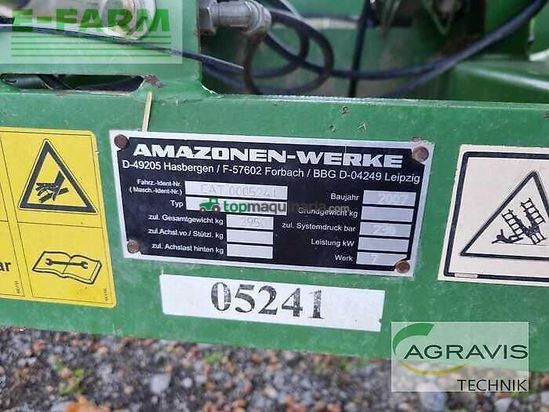 E-FARM
AMAZONEN-WERKE
D-49205 Hasbergen / F-57602 Forbach / BBG D-04249 Leipzig
Fahrz.-Ident-Nr.
(Masch.-Ident-Nr.)
Baujahr 2007
Typ
topmaquinaria.com
Grundgewicht kg
zul. Gesamtgewicht kg 2950
zul. Systemdruck bar
zul. Achsl.vo./Stützl. kg
Leistung kW
zul. Achslast hinten kg
Werk
bar
05241
AGRAVIS
TECHNIK